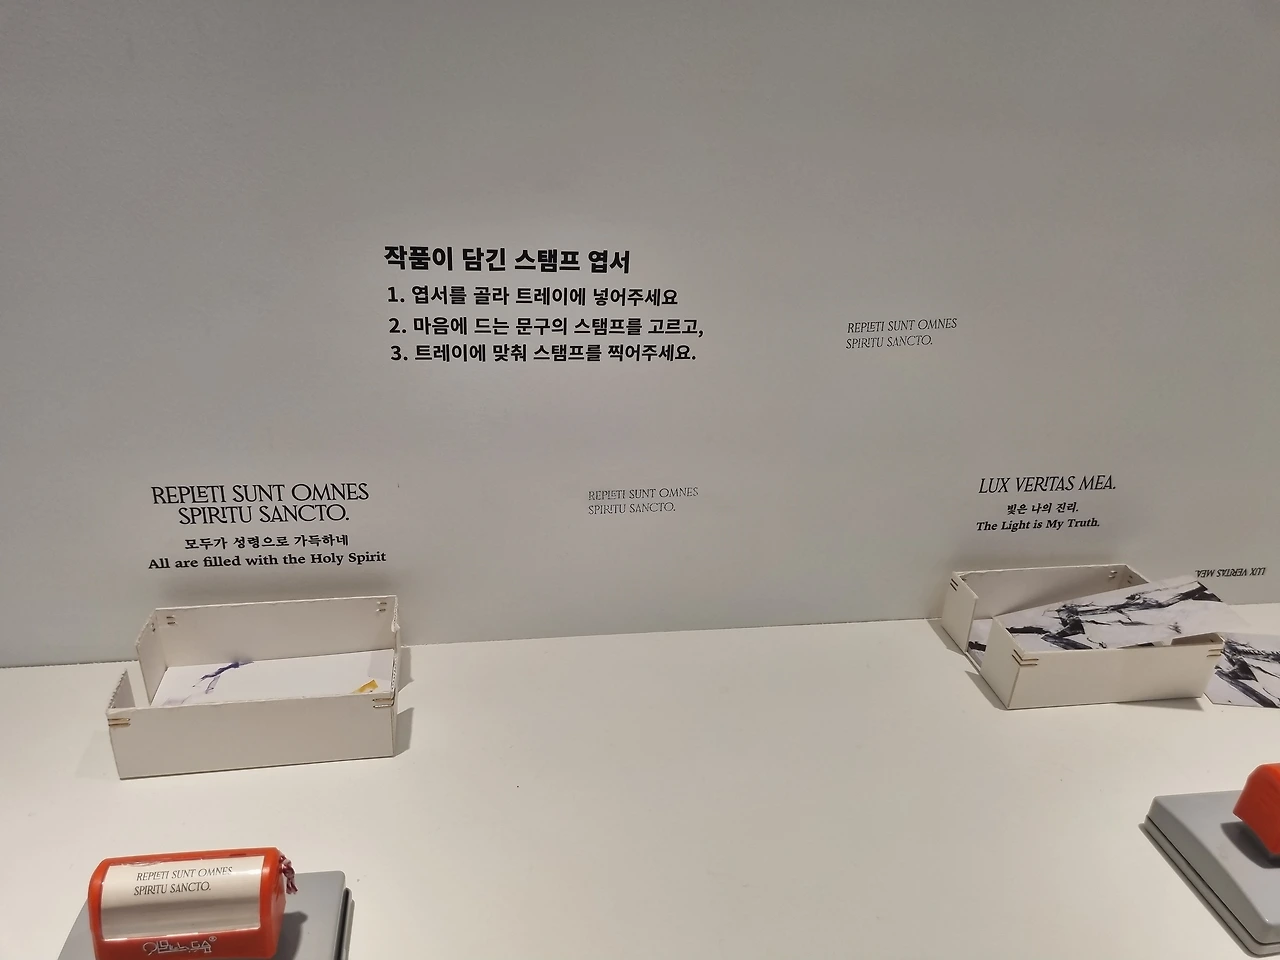 작품이 담긴 스탬프 엽서
1. 엽서를 골라 트레이에 넣어주세요
2. 마음에 드는 문구의 스탬프를 고르고,
3. 트레이에 맞춰 스탬프를 찍어주세요.
REPLETI SUNT OMNES
SPIRITU SANCTO.
REPLETI SUNT OMNES
SPIRITU SANCTO.
모두가 성령으로 가득하네
All are filled with the Holy Spirit
REPLETI SUNT OMNES
SPIRITU SANCTO.
LUX VERITAS MEA.
빛은 나의 진리.
The Light is My Truth.
LUX VERITAS MEA.
REPLETI SUNT OMNES
SPIRITU SANCTO.